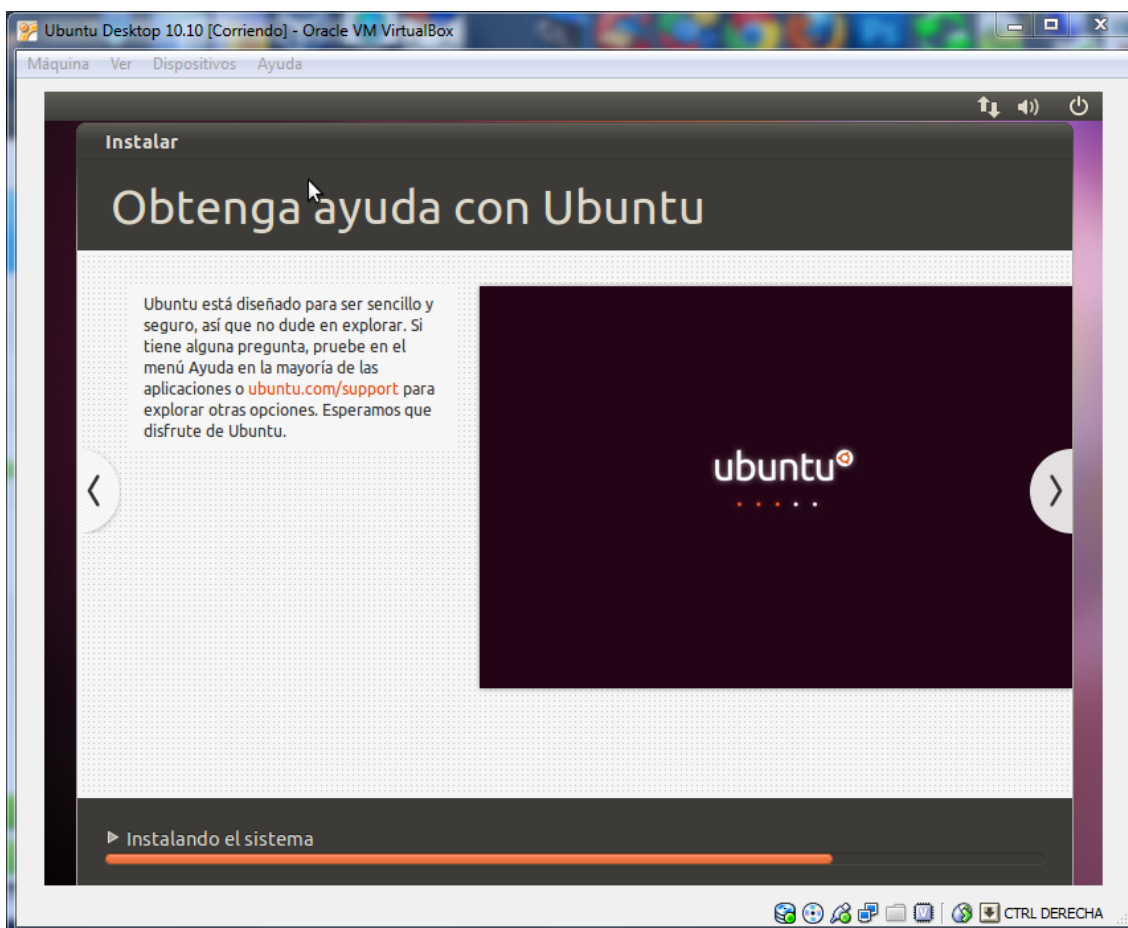 Ubuntu Desktop 10.10 [Corriendo] - Oracle VM VirtualBox
Máquina Ver Dispositivos Ayuda
Instalar
Obtenga ayuda con Ubuntu
Ubuntu está diseñado para ser sencillo y
seguro, así que no dude en explorar. Si
tiene alguna pregunta, pruebe en el
menú Ayuda en la mayoría de las
aplicaciones o ubuntu.com/support para
explorar otras opciones. Esperamos que
disfrute de Ubuntu.
ubuntu
Instalando el sistema
CTRL DERECHA